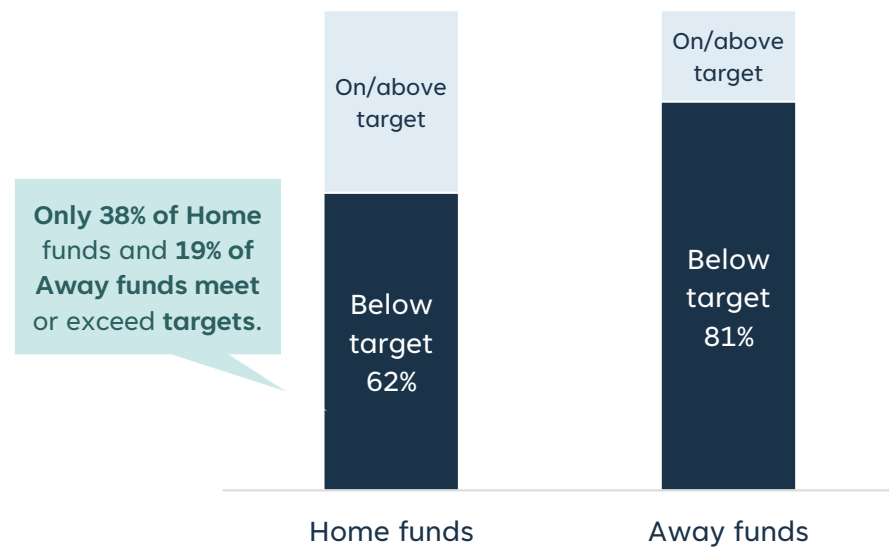 On/above
target
On/above
target
Only 38% of Home
funds and 19% of
Away funds meet
or exceed targets.
Below
target
62%
Below
target
81%
Home funds
Away funds